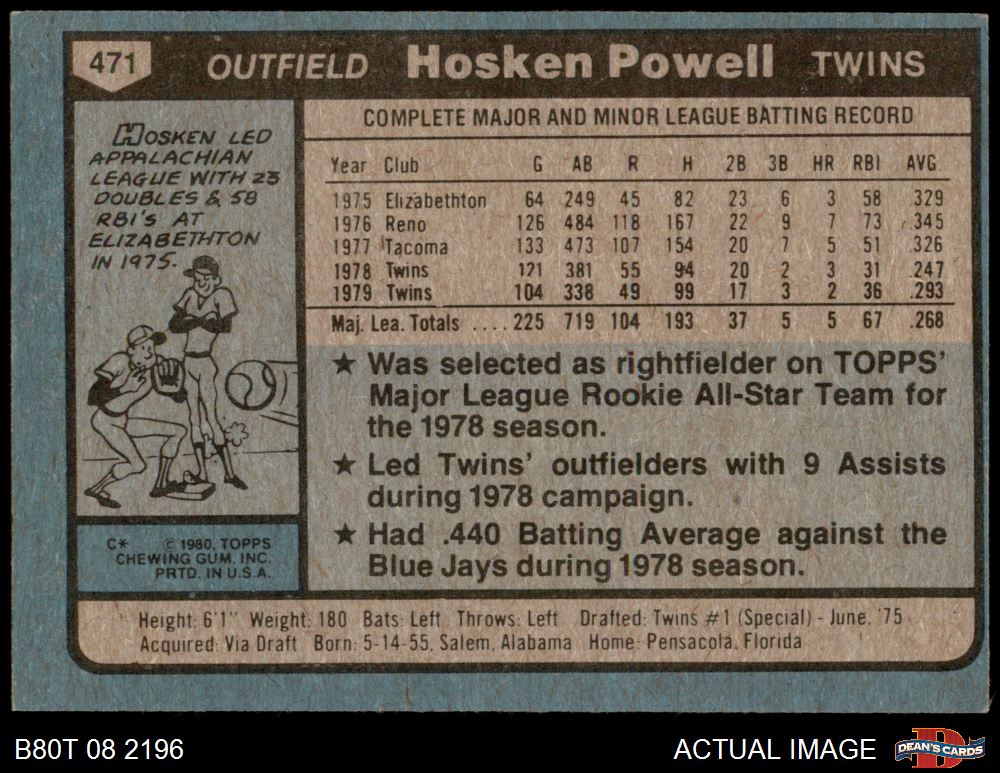 471 OUTFIELD Hosken Powell TWINS
HOSKEN LED
APPALACHIAN
LEAGUE WITH 23
DOUBLES & 58
RBI'S AT
ELIZABETHTON
IN 1975.
C* © 1980, TOPPS
CHEWING GUM, INC.
PRTD. IN U.S.A.
COMPLETE MAJOR AND MINOR LEAGUE BATTING RECORD
Year Club G AB R H 2B 3B HR RBI AVG.
1975 Elizabethton 64 249 45 82 23 6 3 58 .329
1976 Reno 126 484 118 167 22 9 7 73 .345
1977 Tacoma 133 473 107 154 20 7 5 51 .326
1978 Twins 121 381 55 94 20 2 3 31 .247
1979 Twins 104 338 49 99 17 3 2 36 .293
Maj. Lea. Totals .... 225 719 104 193 37 5 5 67 .268
★ Was selected as rightfielder on TOPPS'
Major League Rookie All-Star Team for
the 1978 season.
★ Led Twins' outfielders with 9 Assists
during 1978 campaign.
★ Had .440 Batting Average against the
Blue Jays during 1978 season.
Height: 6'1" Weight: 180 Bats: Left Throws: Left Drafted: Twins #1 (Special) - June, '75
Acquired: Via Draft Born: 5-14-55, Salem, Alabama Home: Pensacola, Florida
B80T 08 2196 ACTUAL IMAGE DEAN'S CARDS